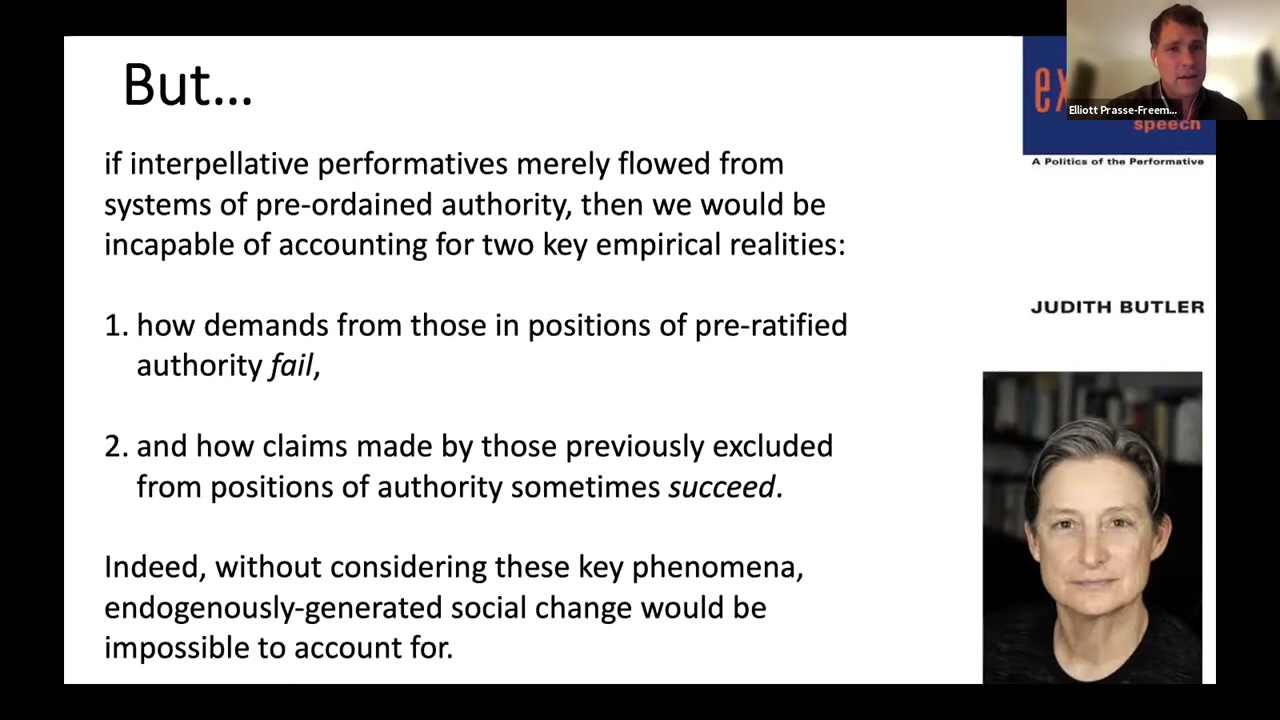 But...
if interpellative performatives merely flowed from
systems of pre-ordained authority, then we would be
incapable of accounting for two key empirical realities:
1. how demands from those in positions of pre-ratified
authority fail,
2. and how claims made by those previously excluded
from positions of authority sometimes succeed.
Indeed, without considering these key phenomena,
endogenously-generated social change would be
impossible to account for.
ex
speech
A Politics of the Performative
JUDITH BUTLER
Elliott Prasse-Freem...